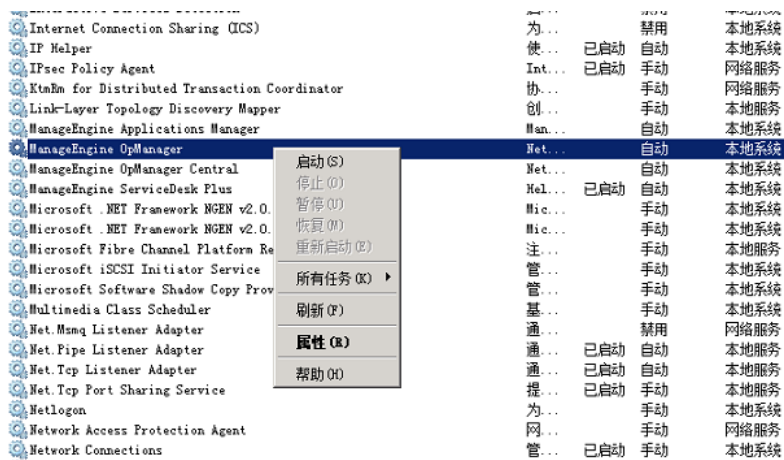 Internet Connection Sharing (ICS) 为... 禁用 本地系统
IP Helper 使... 已启动 自动 本地系统
IPsec Policy Agent Int... 已启动 手动 网络服务
KtmRm for Distributed Transaction Coordinator 协... 手动 网络服务
Link-Layer Topology Discovery Mapper 创... 手动 本地服务
ManageEngine Applications Manager Man... 自动 本地系统
ManageEngine OpManager Net... 自动 本地系统
ManageEngine OpManager Central Net... 自动 本地系统
ManageEngine ServiceDesk Plus Hel... 已启动 自动 本地系统
Microsoft .NET Framework NGEN v2.0. Mic... 手动 本地系统
Microsoft .NET Framework NGEN v2.0. Mic... 手动 本地系统
Microsoft Fibre Channel Platform Re 注... 手动 本地服务
Microsoft iSCSI Initiator Service 管... 手动 本地系统
Microsoft Software Shadow Copy Prov 管... 手动 本地系统
Multimedia Class Scheduler 基... 手动 本地系统
Net.Msmq Listener Adapter 通... 禁用 网络服务
Net.Pipe Listener Adapter 通... 已启动 自动 本地服务
Net.Tcp Listener Adapter 通... 已启动 自动 本地服务
Net.Tcp Port Sharing Service 提... 已启动 手动 本地服务
Netlogon 为... 手动 本地系统
Network Access Protection Agent 网... 手动 网络服务
Network Connections 管... 已启动 手动 本地系统
启动(S)
停止(O)
暂停(U)
恢复(M)
重新启动(E)
所有任务(K)
刷新(F)
属性(R)
帮助(H)